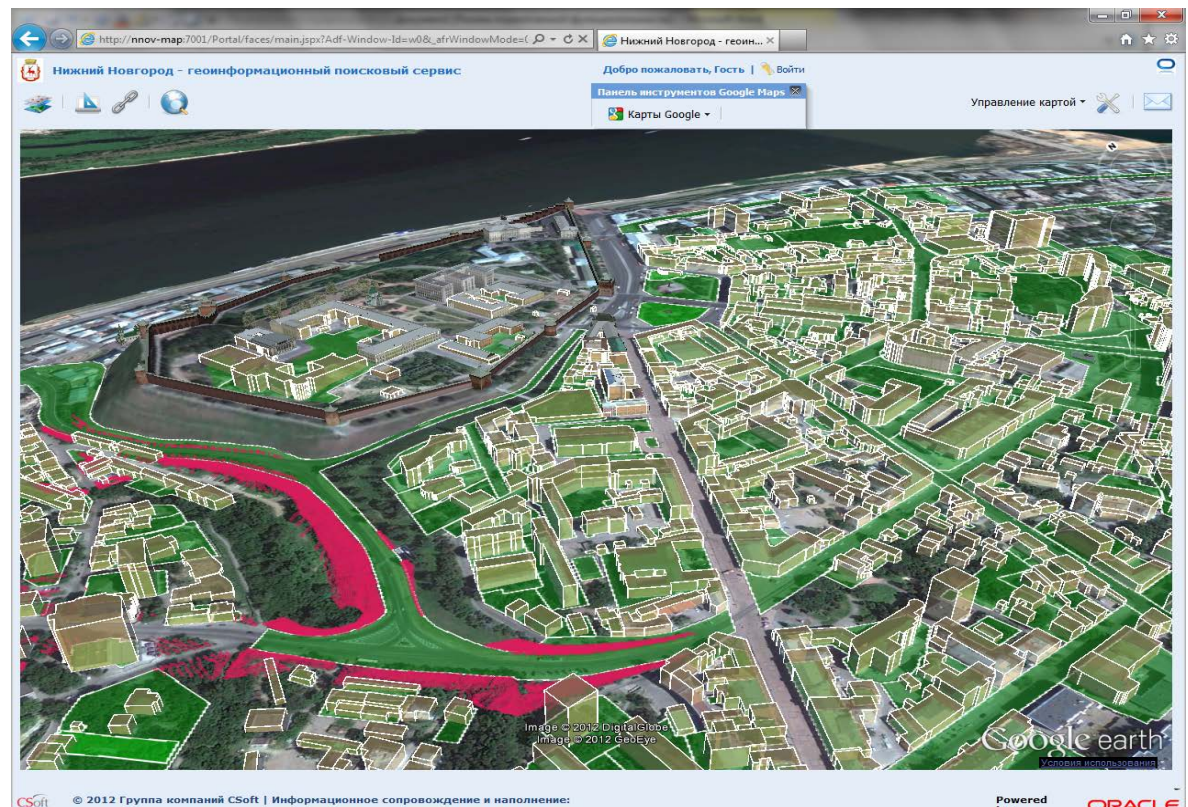 http://nnov-map:7001/Portal/faces/main.jspx?Adf-Window-Id=w0&_afrWindowMode=(
Нижний Новгород - геоин...
Нижний Новгород - геоинформационный поисковый сервис
Добро пожаловать, Гость | Войти
Панель инструментов Google Maps
Карты Google
Управление картой
Image © 2012 DigitalGlobe
Image © 2012 GeoEye
Google earth
Условия использования
CSoft
© 2012 Группа компаний CSoft | Информационное сопровождение и наполнение:
Powered
ORACLE